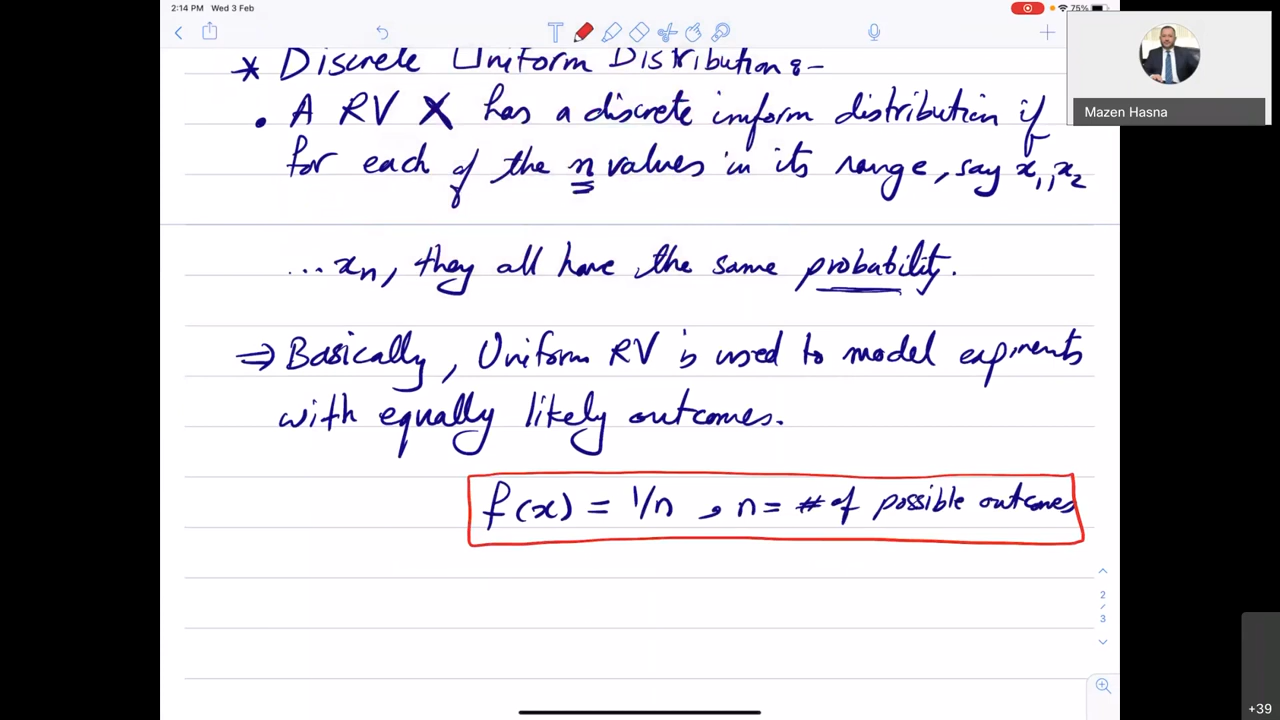 2:14 PM Wed 3 Feb
75%
* Discrete Uniform Distribution :-
• A RV X has a discrete uniform distribution if
for each of the n values in its range, say x₁, x₂
Mazen Hasna
... xₙ, they all have the same probability.
⇒ Basically, Uniform RV is used to model expirents
with equally likely outcomes.
f(x) = 1/n , n = # of possible outcomes
2
/
3
+39